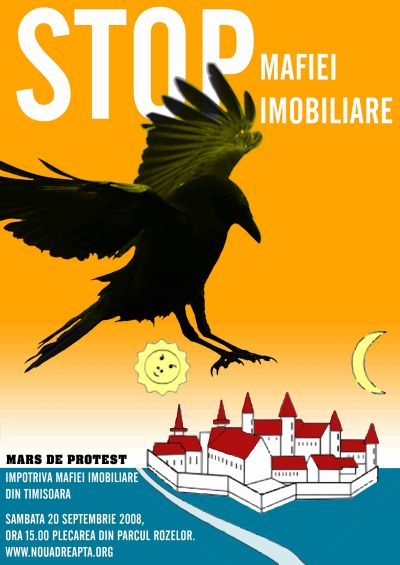 STOP
MAFIEI
IMOBILIARE
MARS DE PROTEST
IMPOTRIVA MAFIEI IMOBILIARE
DIN TIMISOARA
SAMBATA 20 SEPTEMBRIE 2008,
ORA 15.00 PLECAREA DIN PARCUL ROZELOR.
WWW.NOUADREAPTA.ORG